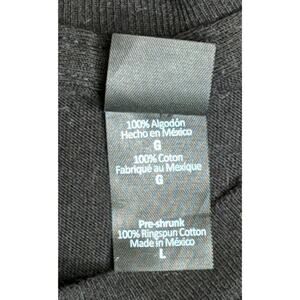 100% Algodón
Hecho en México
G
100% Coton
Fabriqué au Mexique
G
Pre-shrunk
100% Ringspun Cotton
Made in México
L